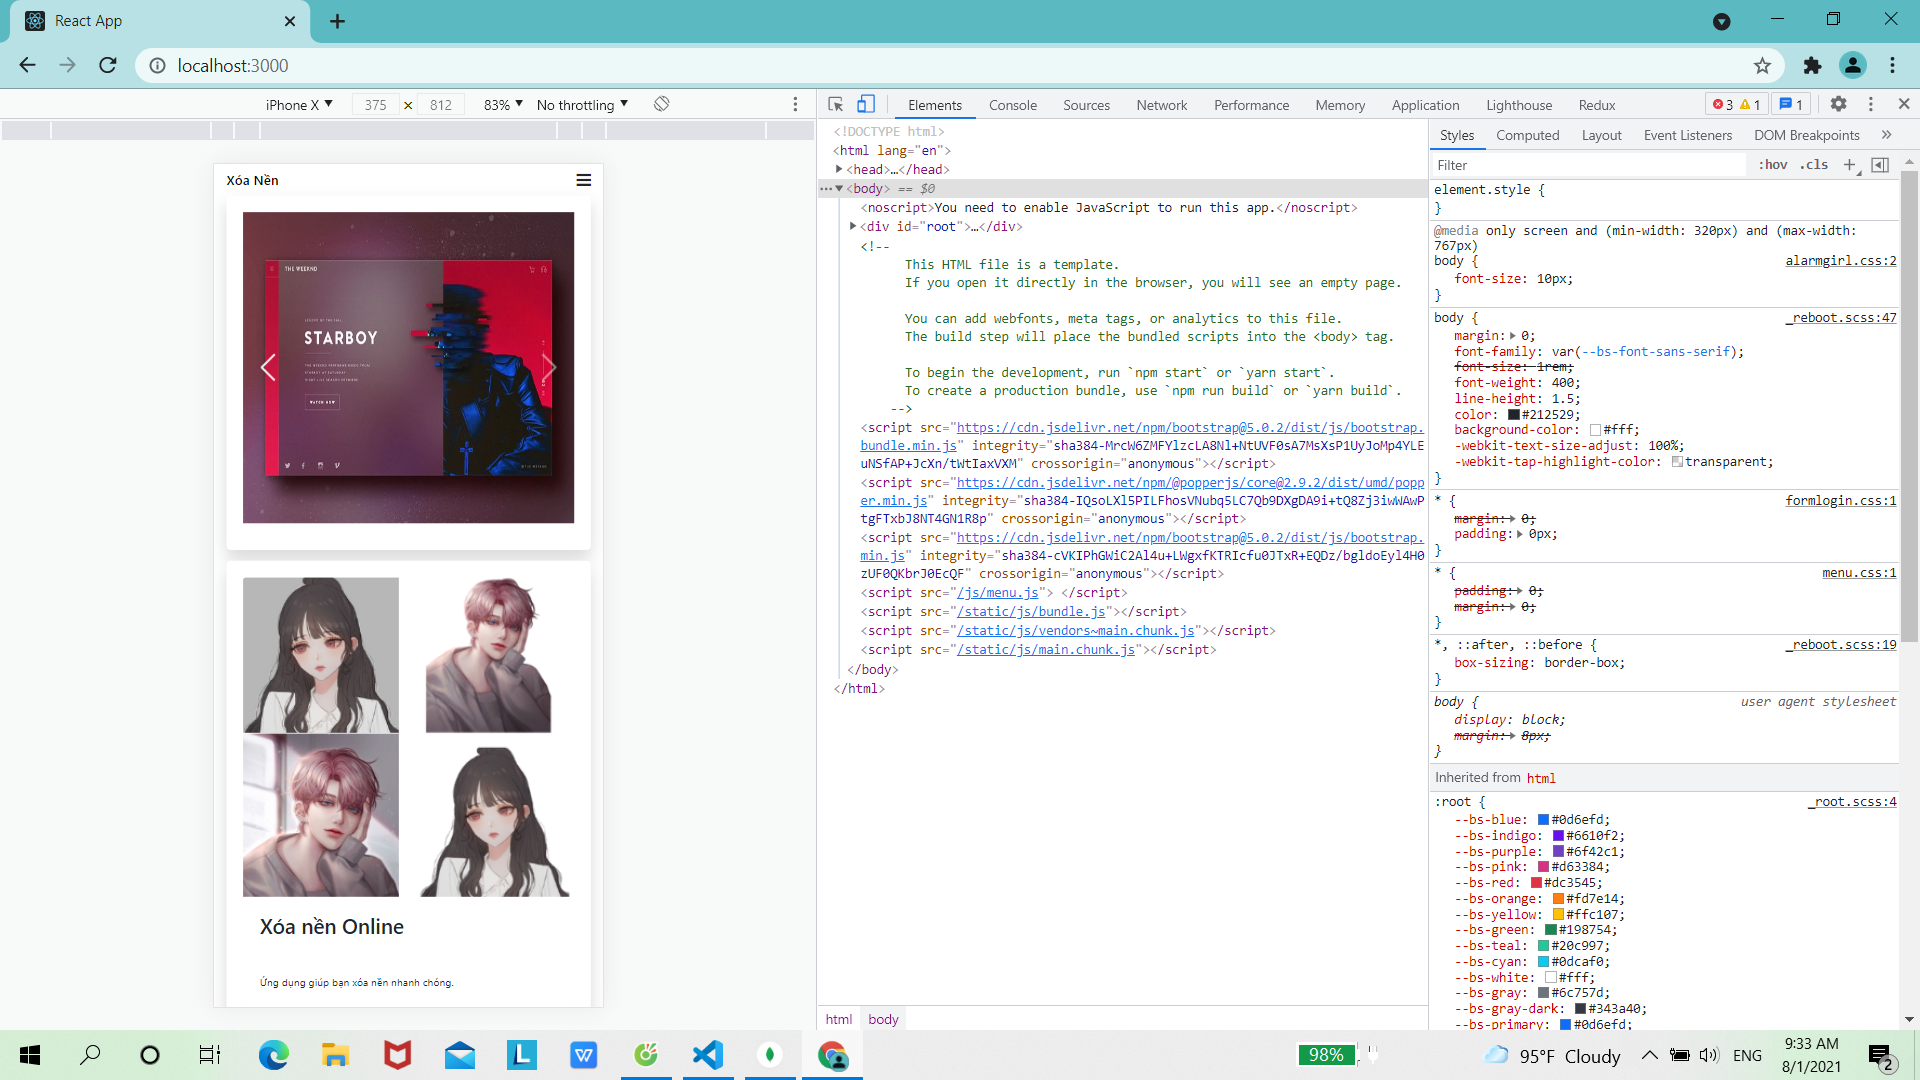 React App
localhost:3000
iPhone X
375
×
812
83%
No throttling
Elements
Console
Sources
Network
Performance
Memory
Application
Lighthouse
Redux
3
1
1
Xóa Nền
THE WEEKND
STARBOY
WATCH NOW
Xóa nền Online
Ứng dụng giúp bạn xóa nền nhanh chóng.
<!DOCTYPE html>
<html lang="en">
<head>…</head>
<body> == $0
<noscript>You need to enable JavaScript to run this app.</noscript>
<div id="root">…</div>
<!--
This HTML file is a template.
If you open it directly in the browser, you will see an empty page.
You can add webfonts, meta tags, or analytics to this file.
The build step will place the bundled scripts into the <body> tag.
To begin the development, run `npm start` or `yarn start`.
To create a production bundle, use `npm run build` or `yarn build`.
-->
<script src="https://cdn.jsdelivr.net/npm/bootstrap@5.0.2/dist/js/bootstrap.
bundle.min.js" integrity="sha384-MrcW6ZMFYlzcLA8Nl+NtUVF0sA7MsXsP1UyJoMp4YLE
uNSfAP+JcXn/tWtIaxVXM" crossorigin="anonymous"></script>
<script src="https://cdn.jsdelivr.net/npm/@popperjs/core@2.9.2/dist/umd/popp
er.min.js" integrity="sha384-IQsoLXl5PILFhosVNubq5LC7Qb9DXgDA9i+tQ8Zj3iwWAwP
tgFTxbJ8NT4GN1R8p" crossorigin="anonymous"></script>
<script src="https://cdn.jsdelivr.net/npm/bootstrap@5.0.2/dist/js/bootstrap.
min.js" integrity="sha384-cVKIPhGWiC2Al4u+LWgxfKTRIcfu0JTxR+EQDz/bgldoEyl4H0
zUF0QKbrJ0EcQF" crossorigin="anonymous"></script>
<script src="/js/menu.js"> </script>
<script src="/static/js/bundle.js"></script>
<script src="/static/js/vendors~main.chunk.js"></script>
<script src="/static/js/main.chunk.js"></script>
</body>
</html>
html
body
Styles
Computed
Layout
Event Listeners
DOM Breakpoints
»
Filter
:hov
.cls
element.style {
}
@media only screen and (min-width: 320px) and (max-width:
767px)
body {
alarmgirl.css:2
font-size: 10px;
}
body {
_reboot.scss:47
margin: 0;
font-family: var(--bs-font-sans-serif);
font-size: 1rem;
font-weight: 400;
line-height: 1.5;
color: #212529;
background-color: #fff;
-webkit-text-size-adjust: 100%;
-webkit-tap-highlight-color: transparent;
}
* {
formlogin.css:1
margin: 0;
padding: 0px;
}
* {
menu.css:1
padding: 0;
margin: 0;
}
*, ::after, ::before {
_reboot.scss:19
box-sizing: border-box;
}
body {
user agent stylesheet
display: block;
margin: 8px;
}
Inherited from html
:root {
_root.scss:4
--bs-blue: #0d6efd;
--bs-indigo: #6610f2;
--bs-purple: #6f42c1;
--bs-pink: #d63384;
--bs-red: #dc3545;
--bs-orange: #fd7e14;
--bs-yellow: #ffc107;
--bs-green: #198754;
--bs-teal: #20c997;
--bs-cyan: #0dcaf0;
--bs-white: #fff;
--bs-gray: #6c757d;
--bs-gray-dark: #343a40;
--bs-primary: #0d6efd;
98%
95°F Cloudy
ENG
9:33 AM
8/1/2021
2